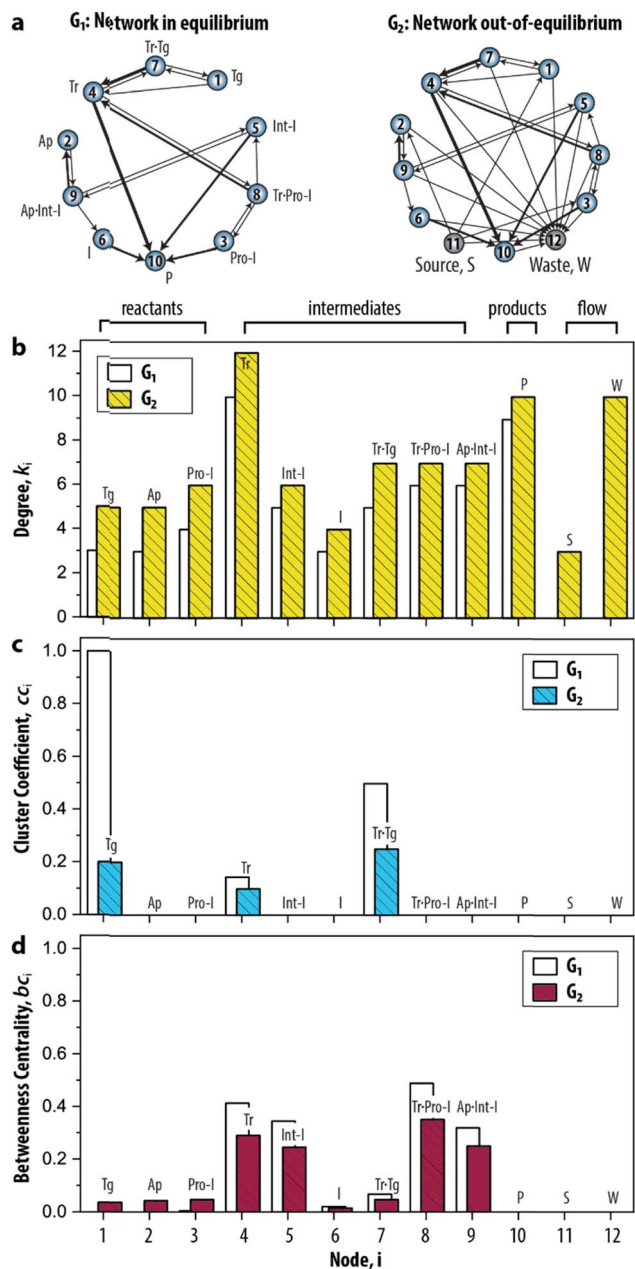 a
G₁: Network in equilibrium
G₂: Network out-of-equilibrium
Tr·Tg
7
1
Tg
Tr
4
5
Int-I
Ap
2
9
Ap·Int-I
8
Tr·Pro-I
6
I
3
Pro-I
10
P
7
1
4
5
2
8
9
3
6
11
10
12
Source, S
Waste, W
reactants
intermediates
products
flow
b
Degree, kᵢ
12
10
8
6
4
2
0
G₁
G₂
Tg
Ap
Pro-I
Tr
Int-I
I
Tr·Tg
Tr·Pro-I
Ap·Int-I
P
S
W
c
Cluster Coefficient, ccᵢ
1.0
0.8
0.6
0.4
0.2
0.0
G₁
G₂
Tg
Ap
Pro-I
Tr
Int-I
I
Tr·Tg
Tr·Pro-I
Ap·Int-I
P
S
W
d
Betweenness Centrality, bcᵢ
1.0
0.8
0.6
0.4
0.2
0.0
G₁
G₂
Tg
Ap
Pro-I
Tr
Int-I
I
Tr·Tg
Tr·Pro-I
Ap·Int-I
P
S
W
1 2 3 4 5 6 7 8 9 10 11 12
Node, i